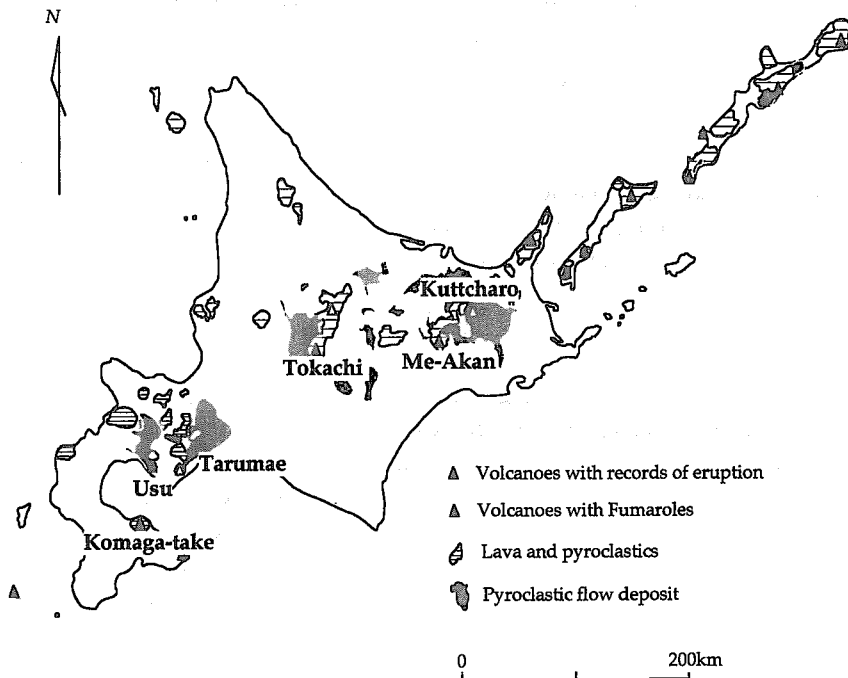 N
Kuttcharo
Tokachi
Me-Akan
Tarumae
Usu
Komaga-take
Volcanoes with records of eruption
Volcanoes with Fumaroles
Lava and pyroclastics
Pyroclastic flow deposit
0 200km